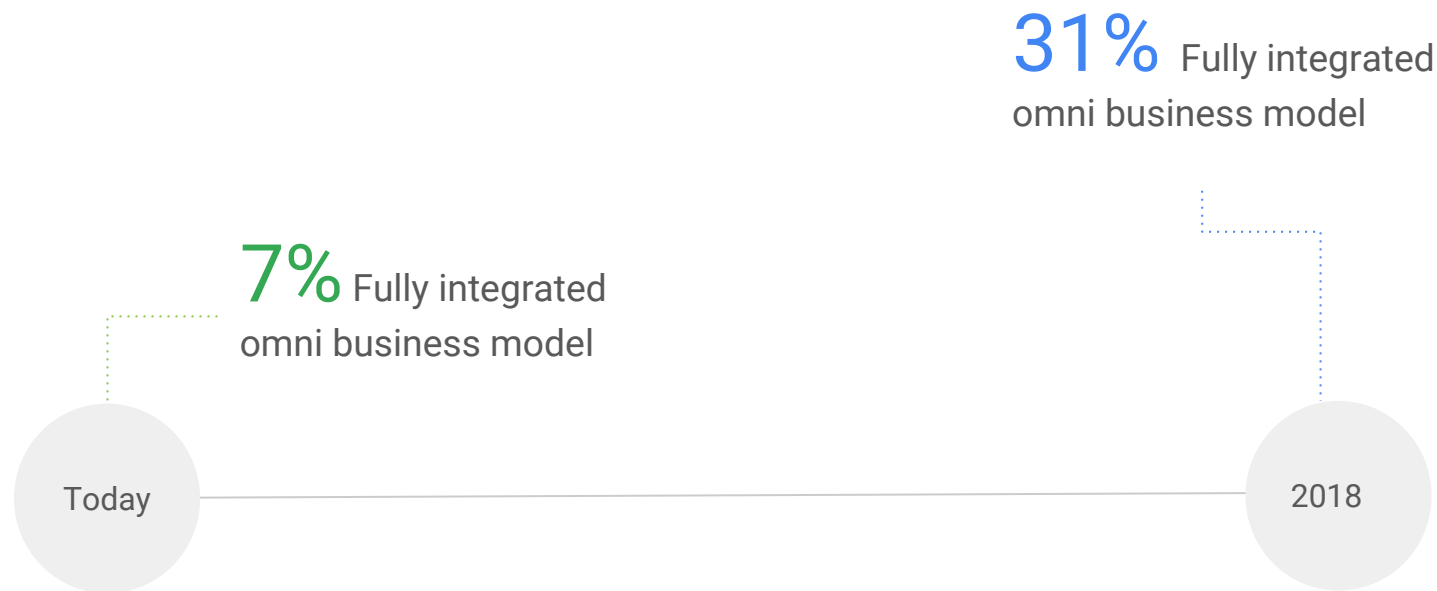 31% Fully integrated
omni business model
7% Fully integrated
omni business model
Today
2018